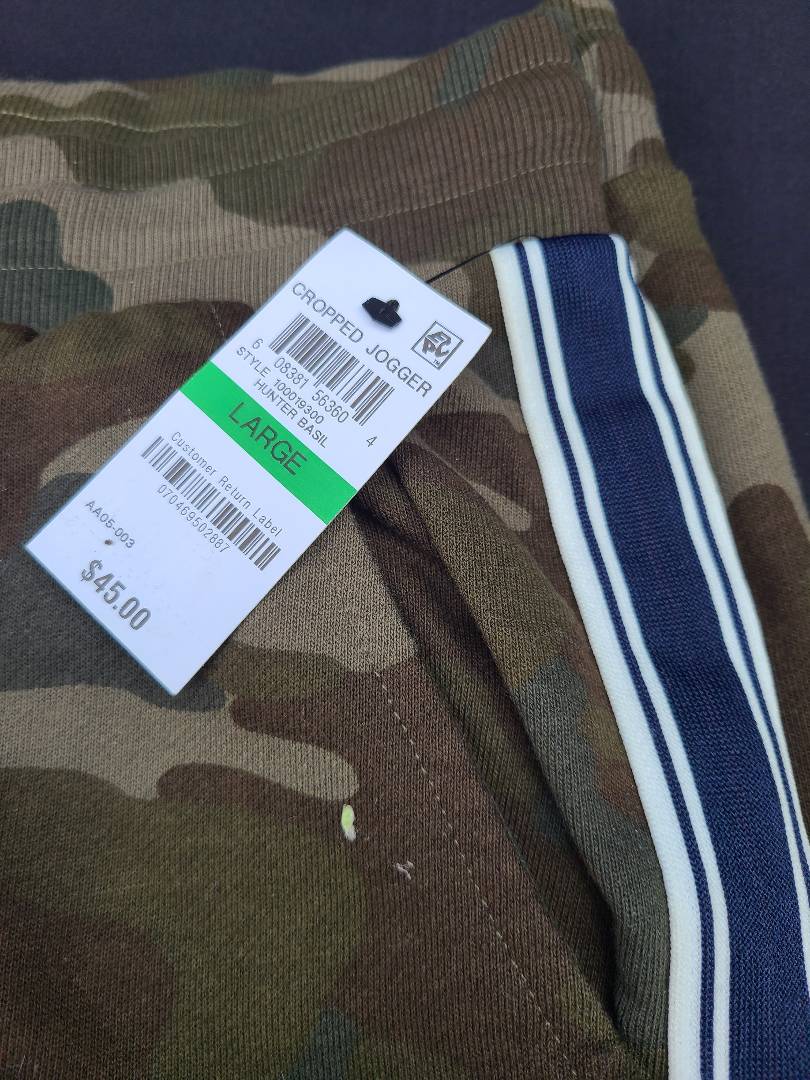 CROPPED JOGGER
6 08381 56360 4
STYLE 100019300
HUNTER BASIL
LARGE
Customer Return Label
070469502887
AA05-003
$45.00